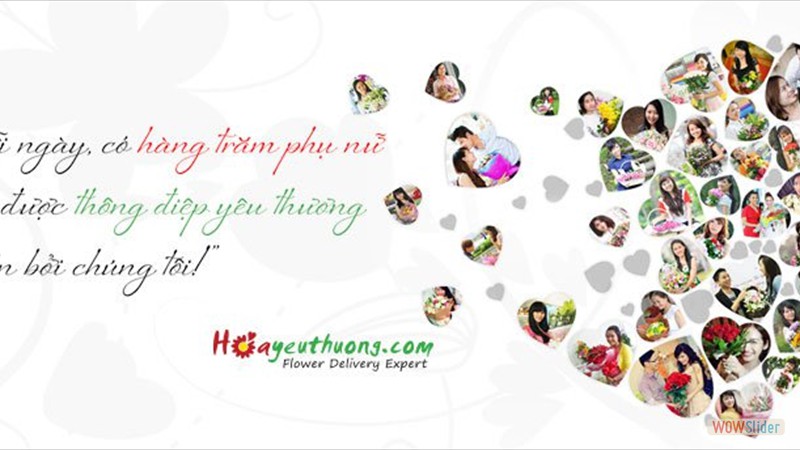 ngày, có hàng trăm phụ nữ
được thông điệp yêu thương
bởi chúng tôi!"
Hoayeuthuong.com
Flower Delivery Expert
WOWSlider